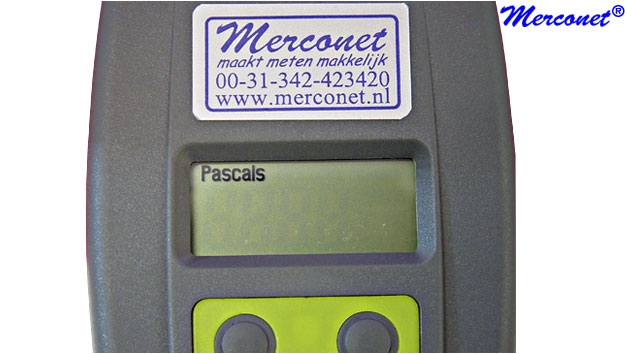 Merconet®
Merconet
maakt meten makkelijk
00-31-342-423420
www.merconet.nl
Pascals